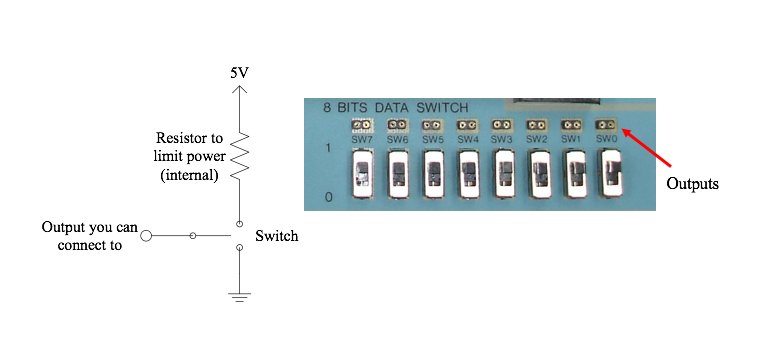 5V
Resistor to
limit power
(internal)
Output you can
connect to
Switch
8 BITS DATA SWITCH
SW7 SW6 SW5 SW4 SW3 SW2 SW1 SW0
1
0
Outputs